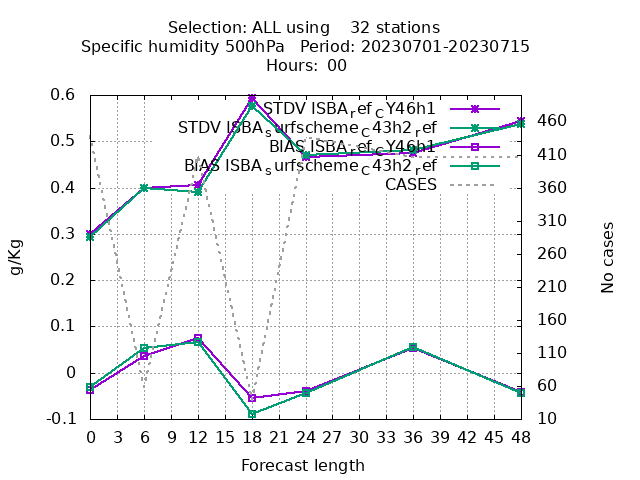 Selection: ALL using    32 stations
Specific humidity 500hPa   Period: 20230701-20230715
Hours: 00
STDV ISBA_ref_CY46h1
STDV ISBA_surfscheme_C43h2_ref
BIAS ISBA_ref_CY46h1
BIAS ISBA_surfscheme_C43h2_ref
CASES
0.6
0.5
0.4
0.3
0.2
0.1
0
-0.1
g/Kg
460
410
360
310
260
210
160
110
60
10
No cases
0 3 6 9 12 15 18 21 24 27 30 33 36 39 42 45 48
Forecast length